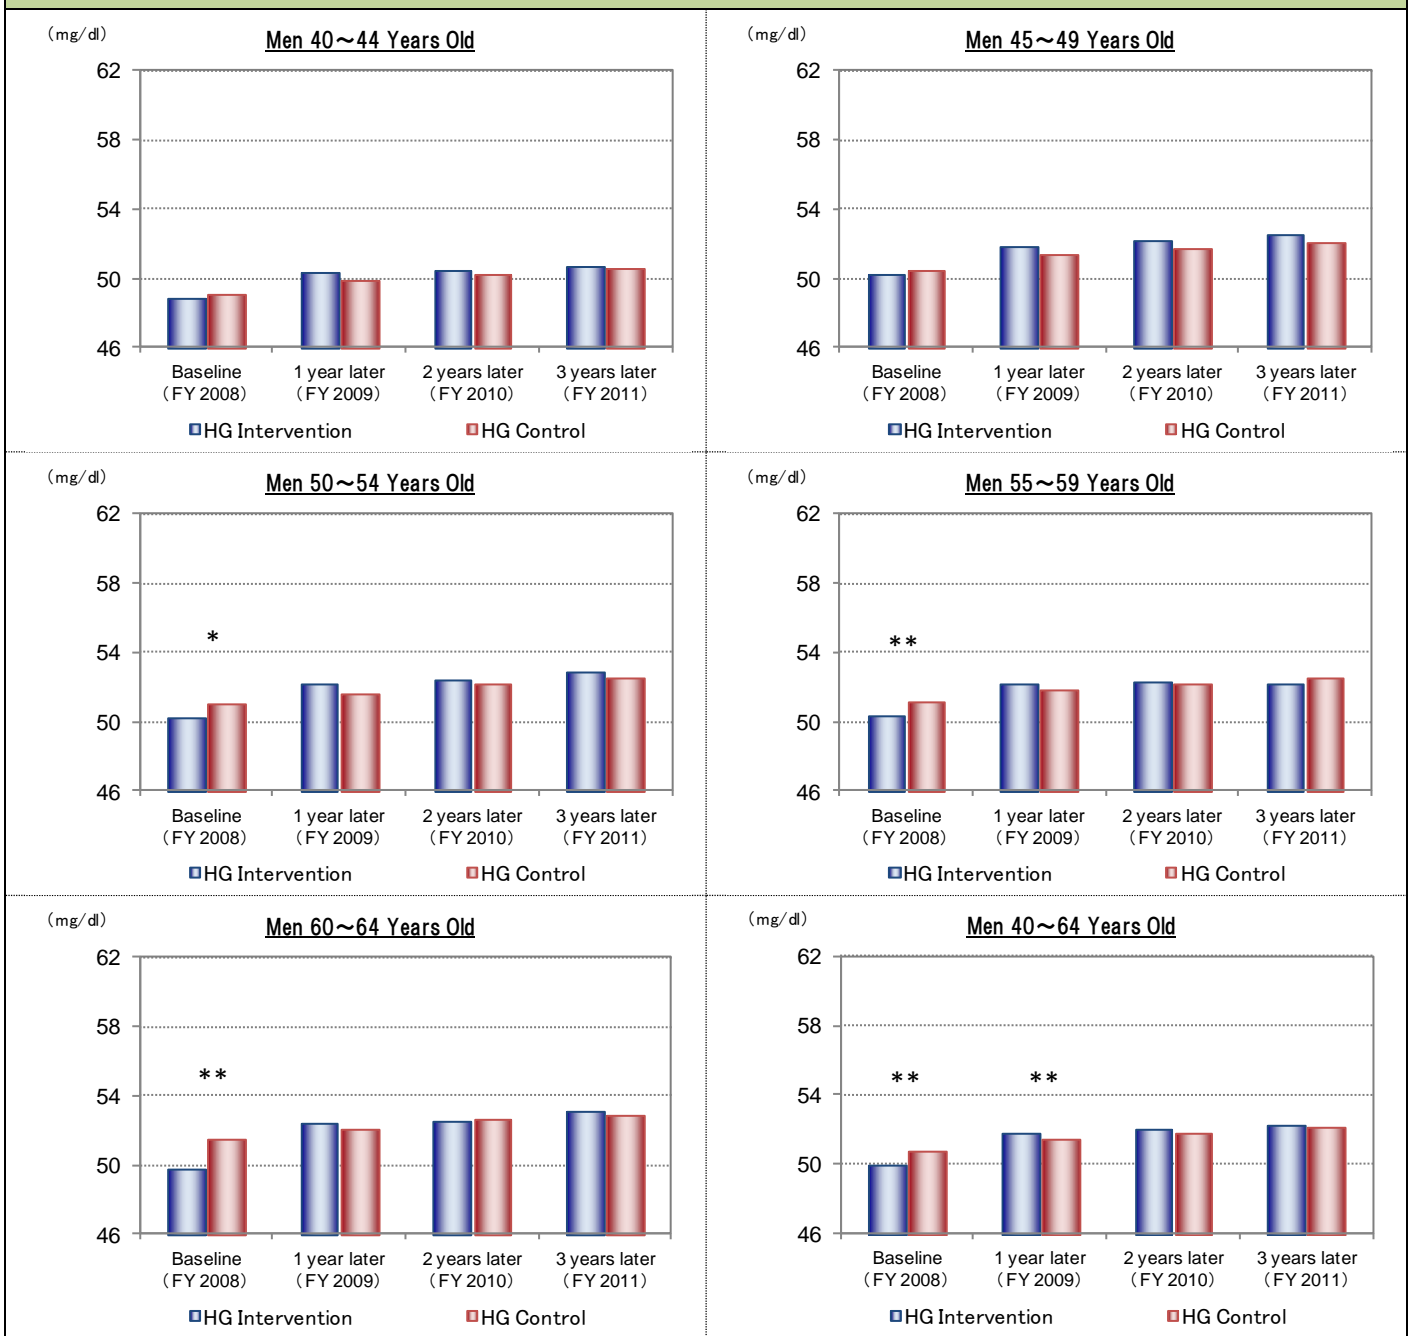 (mg/dl)
Men 40～44 Years Old
62
58
54
50
46
Baseline 1 year later 2 years later 3 years later
（FY 2008） （FY 2009） （FY 2010） （FY 2011）
HG Intervention HG Control
(mg/dl)
Men 45～49 Years Old
62
58
54
50
46
Baseline 1 year later 2 years later 3 years later
（FY 2008） （FY 2009） （FY 2010） （FY 2011）
HG Intervention HG Control
(mg/dl)
Men 50～54 Years Old
62
58
*
54
50
46
Baseline 1 year later 2 years later 3 years later
（FY 2008） （FY 2009） （FY 2010） （FY 2011）
HG Intervention HG Control
(mg/dl)
Men 55～59 Years Old
62
58
**
54
50
46
Baseline 1 year later 2 years later 3 years later
（FY 2008） （FY 2009） （FY 2010） （FY 2011）
HG Intervention HG Control
(mg/dl)
Men 60～64 Years Old
62
58
**
54
50
46
Baseline 1 year later 2 years later 3 years later
（FY 2008） （FY 2009） （FY 2010） （FY 2011）
HG Intervention HG Control
(mg/dl)
Men 40～64 Years Old
62
58
** **
54
50
46
Baseline 1 year later 2 years later 3 years later
（FY 2008） （FY 2009） （FY 2010） （FY 2011）
HG Intervention HG Control